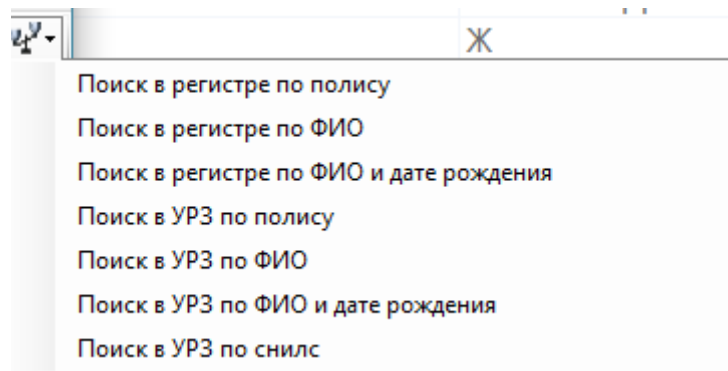 Ж
Поиск в регистре по полису
Поиск в регистре по ФИО
Поиск в регистре по ФИО и дате рождения
Поиск в УРЗ по полису
Поиск в УРЗ по ФИО
Поиск в УРЗ по ФИО и дате рождения
Поиск в УРЗ по снилс